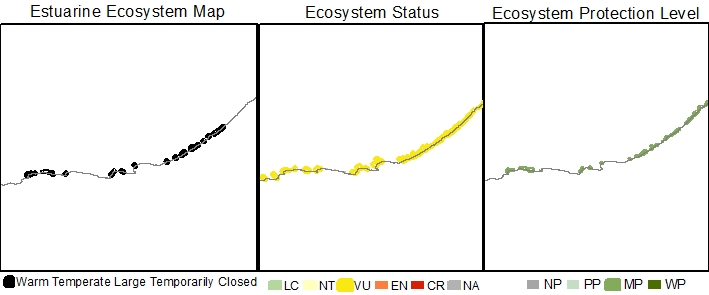 Estuarine Ecosystem Map
Ecosystem Status
Ecosystem Protection Level
Warm Temperate Large Temporarily Closed
LC NT VU EN CR NA
NP PP MP WP